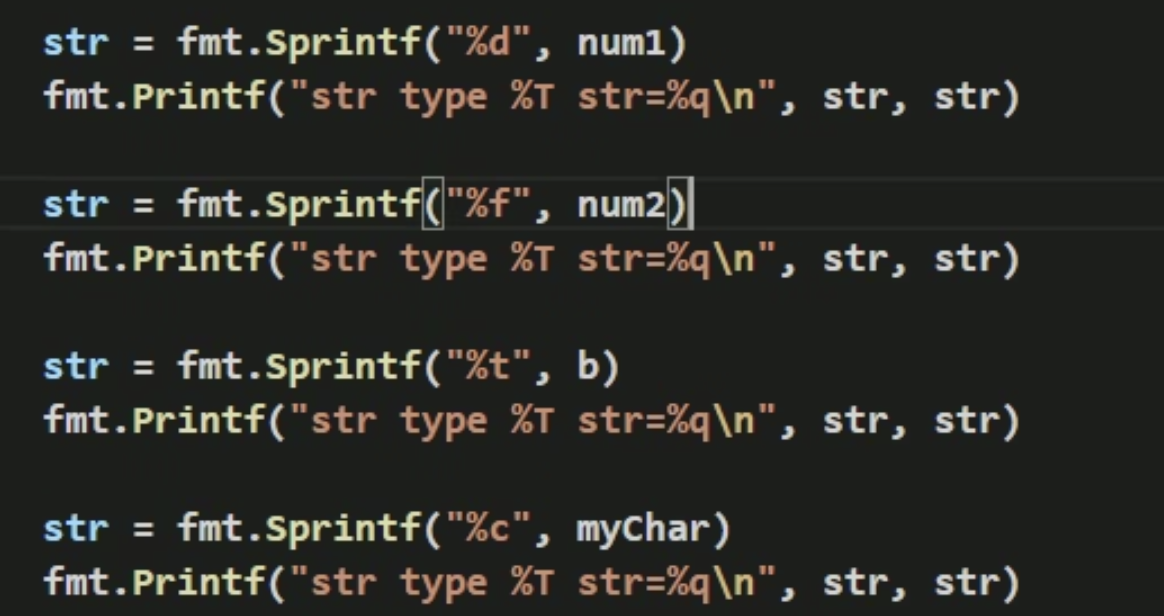 str = fmt.Sprintf("%d", num1)
fmt.Printf("str type %T str=%q\n", str, str)
str = fmt.Sprintf("%f", num2)
fmt.Printf("str type %T str=%q\n", str, str)
str = fmt.Sprintf("%t", b)
fmt.Printf("str type %T str=%q\n", str, str)
str = fmt.Sprintf("%c", myChar)
fmt.Printf("str type %T str=%q\n", str, str)